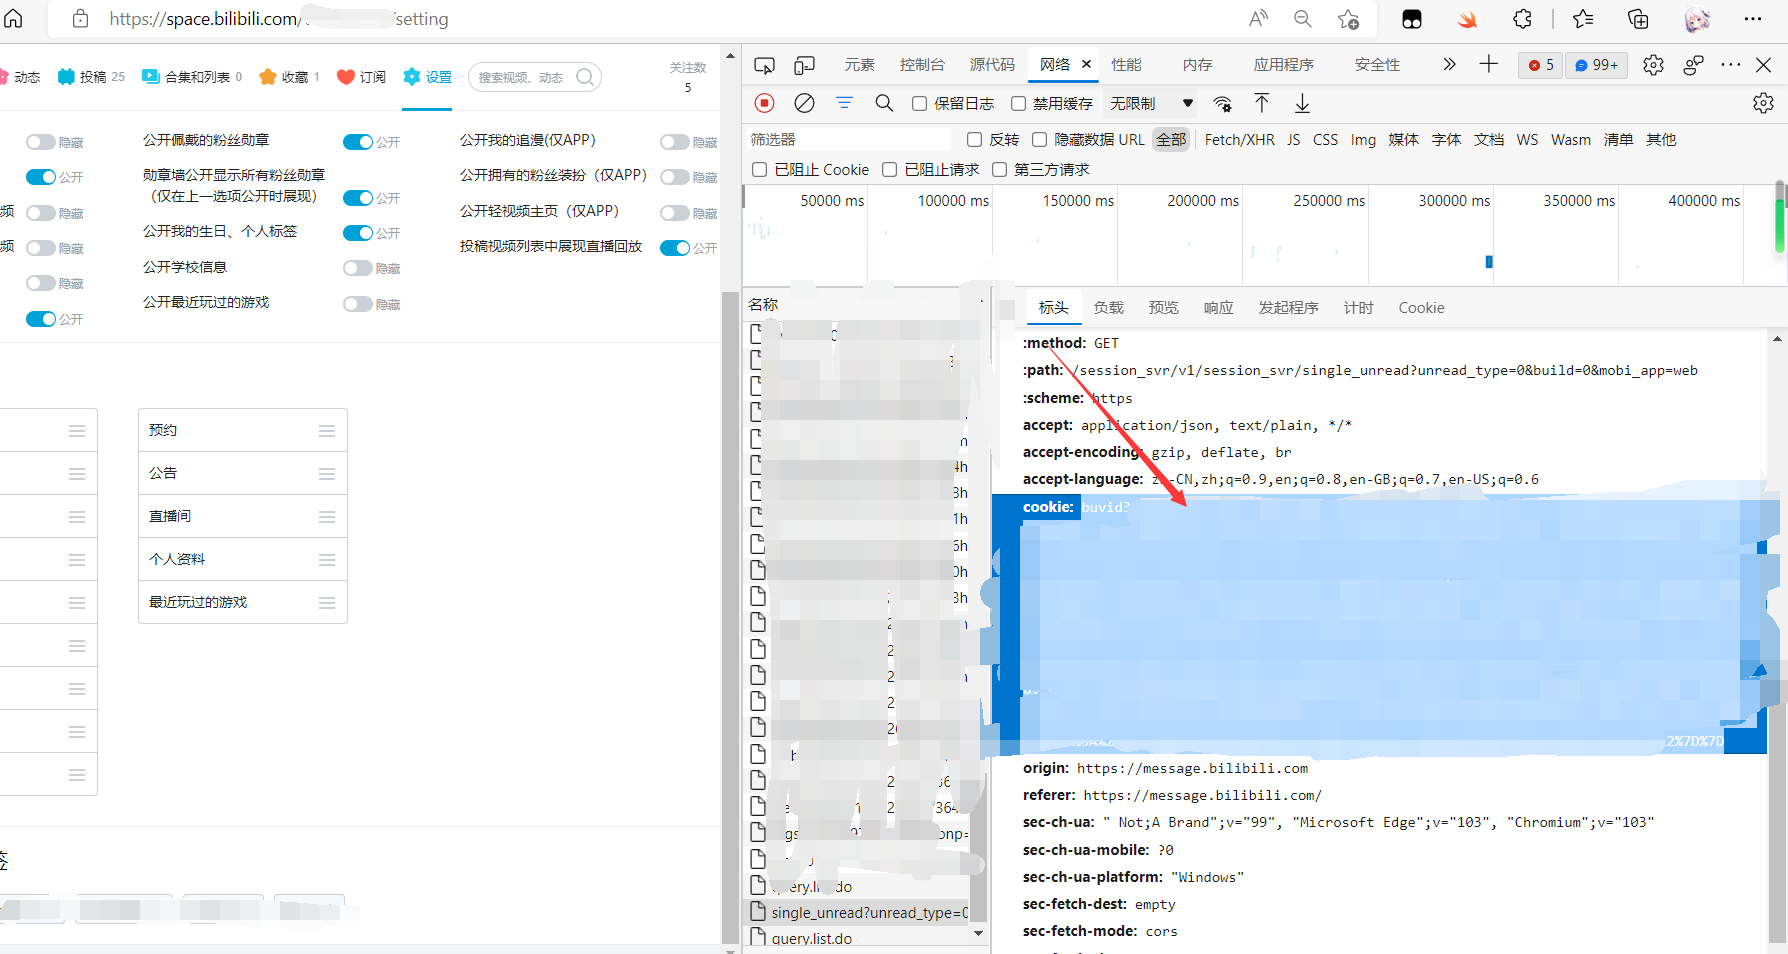 https://space.bilibili.com/
/setting
动态
投稿 25
合集和列表 0
收藏 1
订阅
设置
搜索视频、动态
关注数
5
隐藏
公开
隐藏
隐藏
隐藏
公开
频
频
公开佩戴的粉丝勋章
公开
勋章墙公开显示所有粉丝勋章
（仅在上一选项公开时展现）
公开
公开我的生日、个人标签
公开
公开学校信息
隐藏
公开最近玩过的游戏
隐藏
公开我的追漫(仅APP）
隐藏
公开拥有的粉丝装扮（仅APP）
隐藏
公开轻视频主页（仅APP）
隐藏
投稿视频列表中展现直播回放
公开
预约
公告
直播间
个人资料
最近玩过的游戏
签
元素
控制台
源代码
网络
性能
内存
应用程序
安全性
5
99+
保留日志
禁用缓存
无限制
筛选器
反转
隐藏数据 URL
全部
Fetch/XHR
JS
CSS
Img
媒体
字体
文档
WS
Wasm
清单
其他
已阻止 Cookie
已阻止请求
第三方请求
50000 ms
100000 ms
150000 ms
200000 ms
250000 ms
300000 ms
350000 ms
400000 ms
名称
single_unread?unread_type=0
query.list.do
标头
负载
预览
响应
发起程序
计时
Cookie
:method: GET
:path: /session_svr/v1/session_svr/single_unread?unread_type=0&build=0&mobi_app=web
:scheme: https
accept: application/json, text/plain, */*
accept-encoding: gzip, deflate, br
accept-language: zh-CN,zh;q=0.9,en;q=0.8,en-GB;q=0.7,en-US;q=0.6
cookie: buvid
2%7D%7D
origin: https://message.bilibili.com
referer: https://message.bilibili.com/
sec-ch-ua: " Not;A Brand";v="99", "Microsoft Edge";v="103", "Chromium";v="103"
sec-ch-ua-mobile: ?0
sec-ch-ua-platform: "Windows"
sec-fetch-dest: empty
sec-fetch-mode: cors